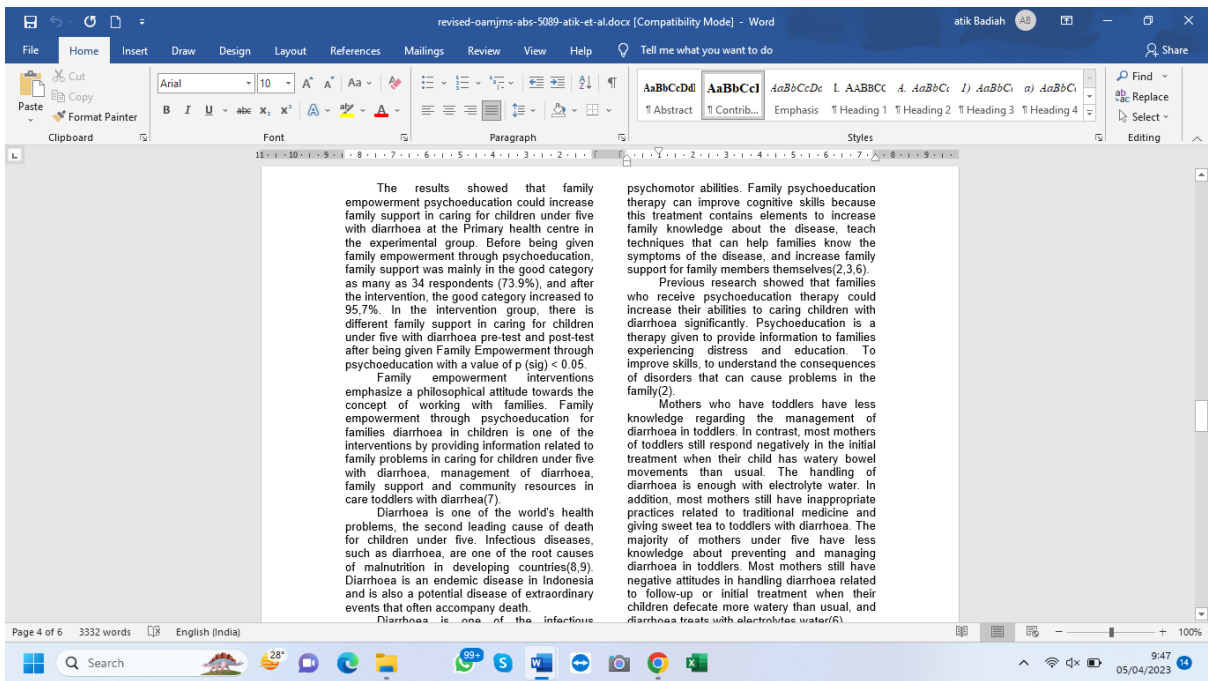 revised-oamjms-abs-5089-atik-et-al.docx [Compatibility Mode] - Word
atik Badiah
AB
File Home Insert Draw Design Layout References Mailings Review View Help Tell me what you want to do
Share
Paste
Cut
Copy
Format Painter
Clipboard
Arial 10
Font
Paragraph
AaBbCcDdI AaBbCcI AaBbCcDc I. AABBCC A. AaBbCc 1) AaBbCc a) AaBbCc
¶ Abstract ¶ Contrib... Emphasis ¶ Heading 1 ¶ Heading 2 ¶ Heading 3 ¶ Heading 4
Styles
Find
Replace
Select
Editing
11 10 9 8 7 6 5 4 3 2 1 2 3 4 5 6 7 8 9
The results showed that family
empowerment psychoeducation could increase
family support in caring for children under five
with diarrhoea at the Primary health centre in
the experimental group. Before being given
family empowerment through psychoeducation,
family support was mainly in the good category
as many as 34 respondents (73.9%), and after
the intervention, the good category increased to
95,7%. In the intervention group, there is
different family support in caring for children
under five with diarrhoea pre-test and post-test
after being given Family Empowerment through
psychoeducation with a value of p (sig) < 0.05.
Family empowerment interventions
emphasize a philosophical attitude towards the
concept of working with families. Family
empowerment through psychoeducation for
families diarrhoea in children is one of the
interventions by providing information related to
family problems in caring for children under five
with diarrhoea, management of diarrhoea,
family support and community resources in
care toddlers with diarrhea(7).
Diarrhoea is one of the world's health
problems, the second leading cause of death
for children under five. Infectious diseases,
such as diarrhoea, are one of the root causes
of malnutrition in developing countries(8,9).
Diarrhoea is an endemic disease in Indonesia
and is also a potential disease of extraordinary
events that often accompany death.
Diarrhoea is one of the infectious
psychomotor abilities. Family psychoeducation
therapy can improve cognitive skills because
this treatment contains elements to increase
family knowledge about the disease, teach
techniques that can help families know the
symptoms of the disease, and increase family
support for family members themselves(2,3,6).
Previous research showed that families
who receive psychoeducation therapy could
increase their abilities to caring children with
diarrhoea significantly. Psychoeducation is a
therapy given to provide information to families
experiencing distress and education. To
improve skills, to understand the consequences
of disorders that can cause problems in the
family(2).
Mothers who have toddlers have less
knowledge regarding the management of
diarrhoea in toddlers. In contrast, most mothers
of toddlers still respond negatively in the initial
treatment when their child has watery bowel
movements than usual. The handling of
diarrhoea is enough with electrolyte water. In
addition, most mothers still have inappropriate
practices related to traditional medicine and
giving sweet tea to toddlers with diarrhoea. The
majority of mothers under five have less
knowledge about preventing and managing
diarrhoea in toddlers. Most mothers still have
negative attitudes in handling diarrhoea related
to follow-up or initial treatment when their
children defecate more watery than usual, and
diarrhoea treats with electrolytes water(6)
Page 4 of 6 3332 words English (India)
100%
Search
28°
99+
9:47
05/04/2023
14